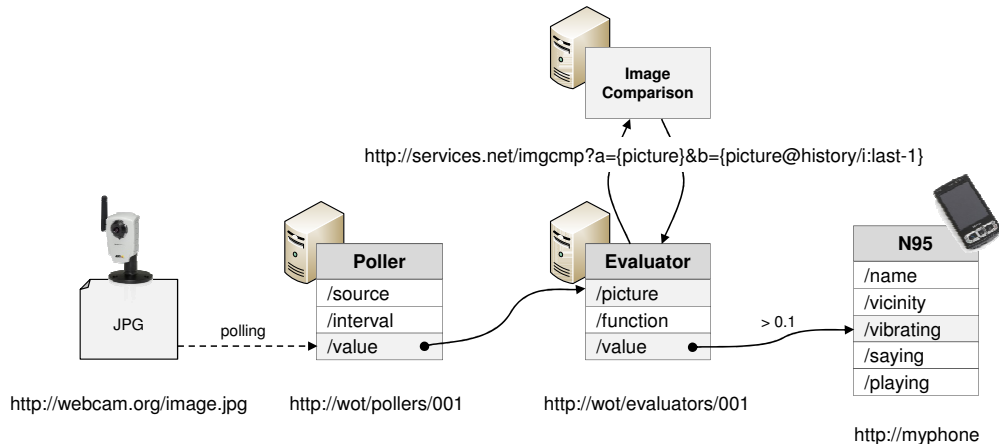 Image
Comparison
http://services.net/imgcmp?a={picture}&b={picture@history/i:last-1}
JPG
polling
Poller
/source
/interval
/value
Evaluator
/picture
/function
/value
> 0.1
N95
/name
/vicinity
/vibrating
/saying
/playing
http://webcam.org/image.jpg
http://wot/pollers/001
http://wot/evaluators/001
http://myphone